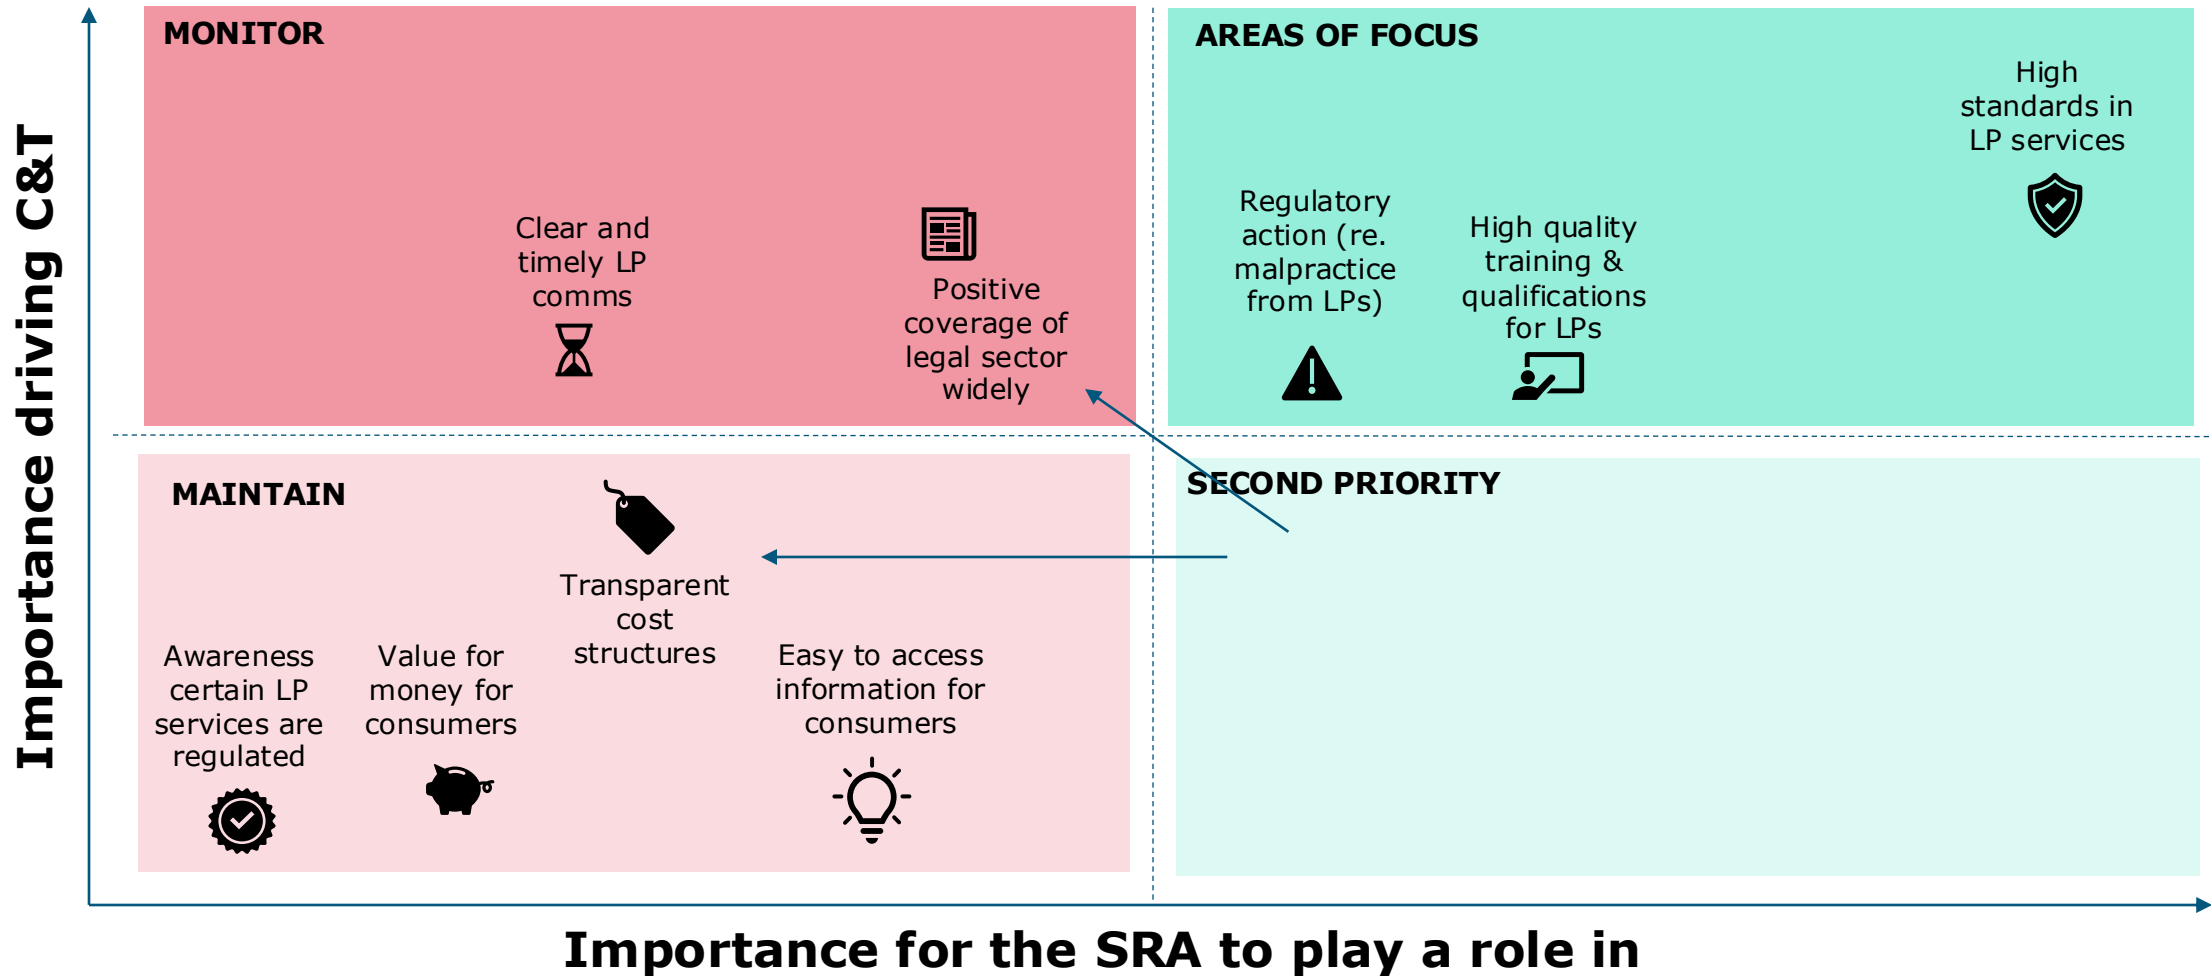 Importance driving C&T
MONITOR
Clear and
timely LP
comms
Positive
coverage of
legal sector
widely
AREAS OF FOCUS
High
standards in
LP services
Regulatory
action (re.
malpractice
from LPs)
High quality
training &
qualifications
for LPs
MAINTAIN
Transparent
cost
structures
Awareness
certain LP
services are
regulated
Value for
money for
consumers
Easy to access
information for
consumers
SECOND PRIORITY
Importance for the SRA to play a role in